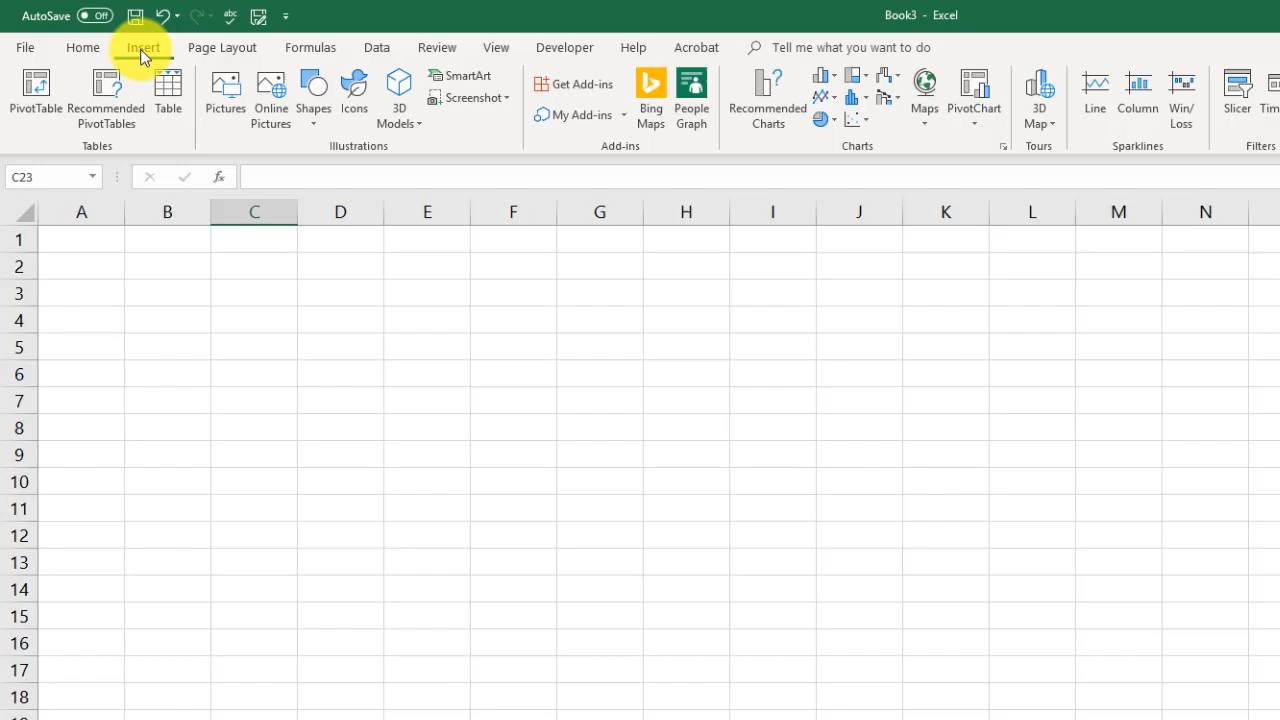 AutoSave Off
Book3 - Excel
File Home Insert Page Layout Formulas Data Review View Developer Help Acrobat Tell me what you want to do
PivotTable
Recommended
PivotTables
Table
Tables
Pictures
Online
Pictures
Shapes
Icons
3D
Models
SmartArt
Screenshot
Illustrations
Get Add-ins
My Add-ins
Bing
Maps
People
Graph
Add-ins
Recommended
Charts
Maps
PivotChart
Charts
3D
Map
Tours
Line
Column
Win/
Loss
Sparklines
Slicer
Filters
C23
fx
A B C D E F G H I J K L M N
1
2
3
4
5
6
7
8
9
10
11
12
13
14
15
16
17
18